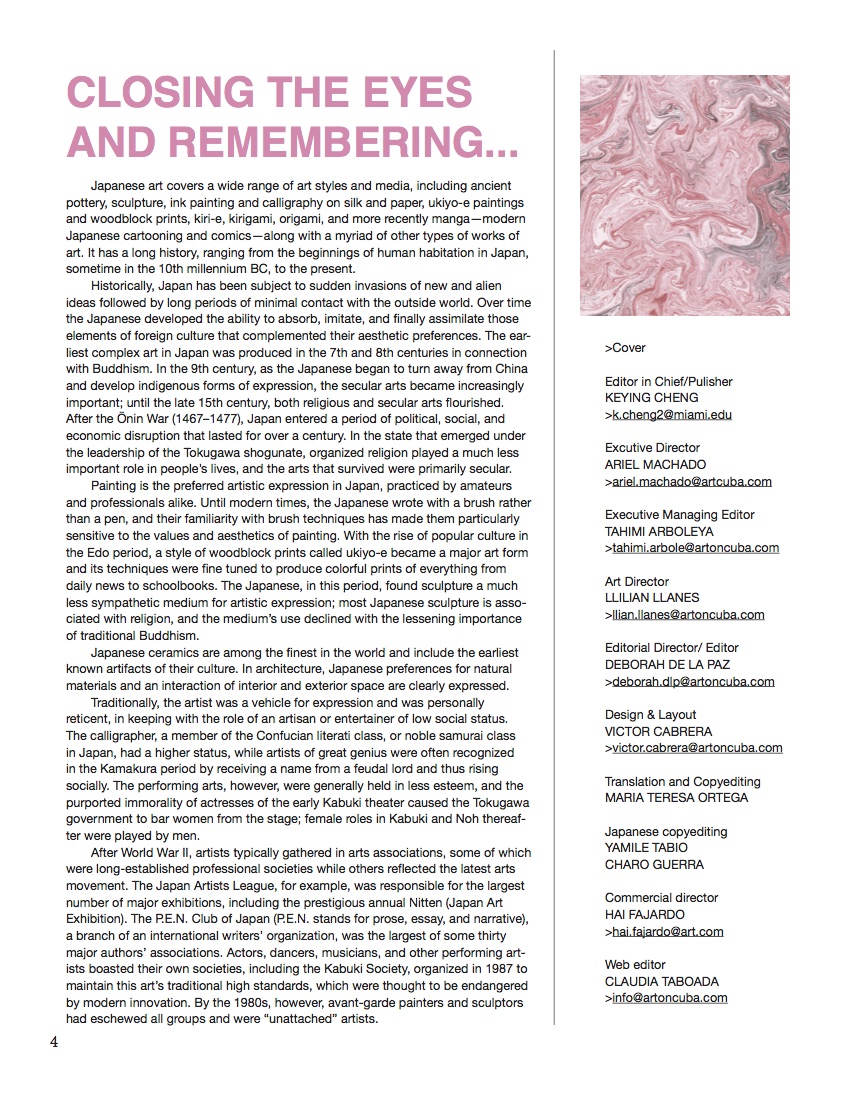 CLOSING THE EYES
AND REMEMBERING...
Japanese art covers a wide range of art styles and media, including ancient
pottery, sculpture, ink painting and calligraphy on silk and paper, ukiyo-e paintings
and woodblock prints, kiri-e, kirigami, origami, and more recently manga—modern
Japanese cartooning and comics—along with a myriad of other types of works of
art. It has a long history, ranging from the beginnings of human habitation in Japan,
sometime in the 10th millennium BC, to the present.
Historically, Japan has been subject to sudden invasions of new and alien
ideas followed by long periods of minimal contact with the outside world. Over time
the Japanese developed the ability to absorb, imitate, and finally assimilate those
elements of foreign culture that complemented their aesthetic preferences. The ear-
liest complex art in Japan was produced in the 7th and 8th centuries in connection
with Buddhism. In the 9th century, as the Japanese began to turn away from China
and develop indigenous forms of expression, the secular arts became increasingly
important; until the late 15th century, both religious and secular arts flourished.
After the Ōnin War (1467–1477), Japan entered a period of political, social, and
economic disruption that lasted for over a century. In the state that emerged under
the leadership of the Tokugawa shogunate, organized religion played a much less
important role in people's lives, and the arts that survived were primarily secular.
Painting is the preferred artistic expression in Japan, practiced by amateurs
and professionals alike. Until modern times, the Japanese wrote with a brush rather
than a pen, and their familiarity with brush techniques has made them particularly
sensitive to the values and aesthetics of painting. With the rise of popular culture in
the Edo period, a style of woodblock prints called ukiyo-e became a major art form
and its techniques were fine tuned to produce colorful prints of everything from
daily news to schoolbooks. The Japanese, in this period, found sculpture a much
less sympathetic medium for artistic expression; most Japanese sculpture is asso-
ciated with religion, and the medium's use declined with the lessening importance
of traditional Buddhism.
Japanese ceramics are among the finest in the world and include the earliest
known artifacts of their culture. In architecture, Japanese preferences for natural
materials and an interaction of interior and exterior space are clearly expressed.
Traditionally, the artist was a vehicle for expression and was personally
reticent, in keeping with the role of an artisan or entertainer of low social status.
The calligrapher, a member of the Confucian literati class, or noble samurai class
in Japan, had a higher status, while artists of great genius were often recognized
in the Kamakura period by receiving a name from a feudal lord and thus rising
socially. The performing arts, however, were generally held in less esteem, and the
purported immorality of actresses of the early Kabuki theater caused the Tokugawa
government to bar women from the stage; female roles in Kabuki and Noh thereaf-
ter were played by men.
After World War II, artists typically gathered in arts associations, some of which
were long-established professional societies while others reflected the latest arts
movement. The Japan Artists League, for example, was responsible for the largest
number of major exhibitions, including the prestigious annual Nitten (Japan Art
Exhibition). The P.E.N. Club of Japan (P.E.N. stands for prose, essay, and narrative),
a branch of an international writers' organization, was the largest of some thirty
major authors' associations. Actors, dancers, musicians, and other performing art-
ists boasted their own societies, including the Kabuki Society, organized in 1987 to
maintain this art's traditional high standards, which were thought to be endangered
by modern innovation. By the 1980s, however, avant-garde painters and sculptors
had eschewed all groups and were "unattached" artists.
4
>Cover
Editor in Chief/Pulisher
KEYING CHENG
>k.cheng2@miami.edu
Excutive Director
ARIEL MACHADO
>ariel.machado@artcuba.com
Executive Managing Editor
TAHIMI ARBOLEYA
>tahimi.arbole@artoncuba.com
Art Director
LLILIAN LLANES
>llian.llanes@artoncuba.com
Editorial Director/ Editor
DEBORAH DE LA PAZ
>deborah.dlp@artoncuba.com
Design & Layout
VICTOR CABRERA
>victor.cabrera@artoncuba.com
Translation and Copyediting
MARIA TERESA ORTEGA
Japanese copyediting
YAMILE TABIO
CHARO GUERRA
Commercial director
HAI FAJARDO
>hai.fajardo@art.com
Web editor
CLAUDIA TABOADA
>info@artoncuba.com